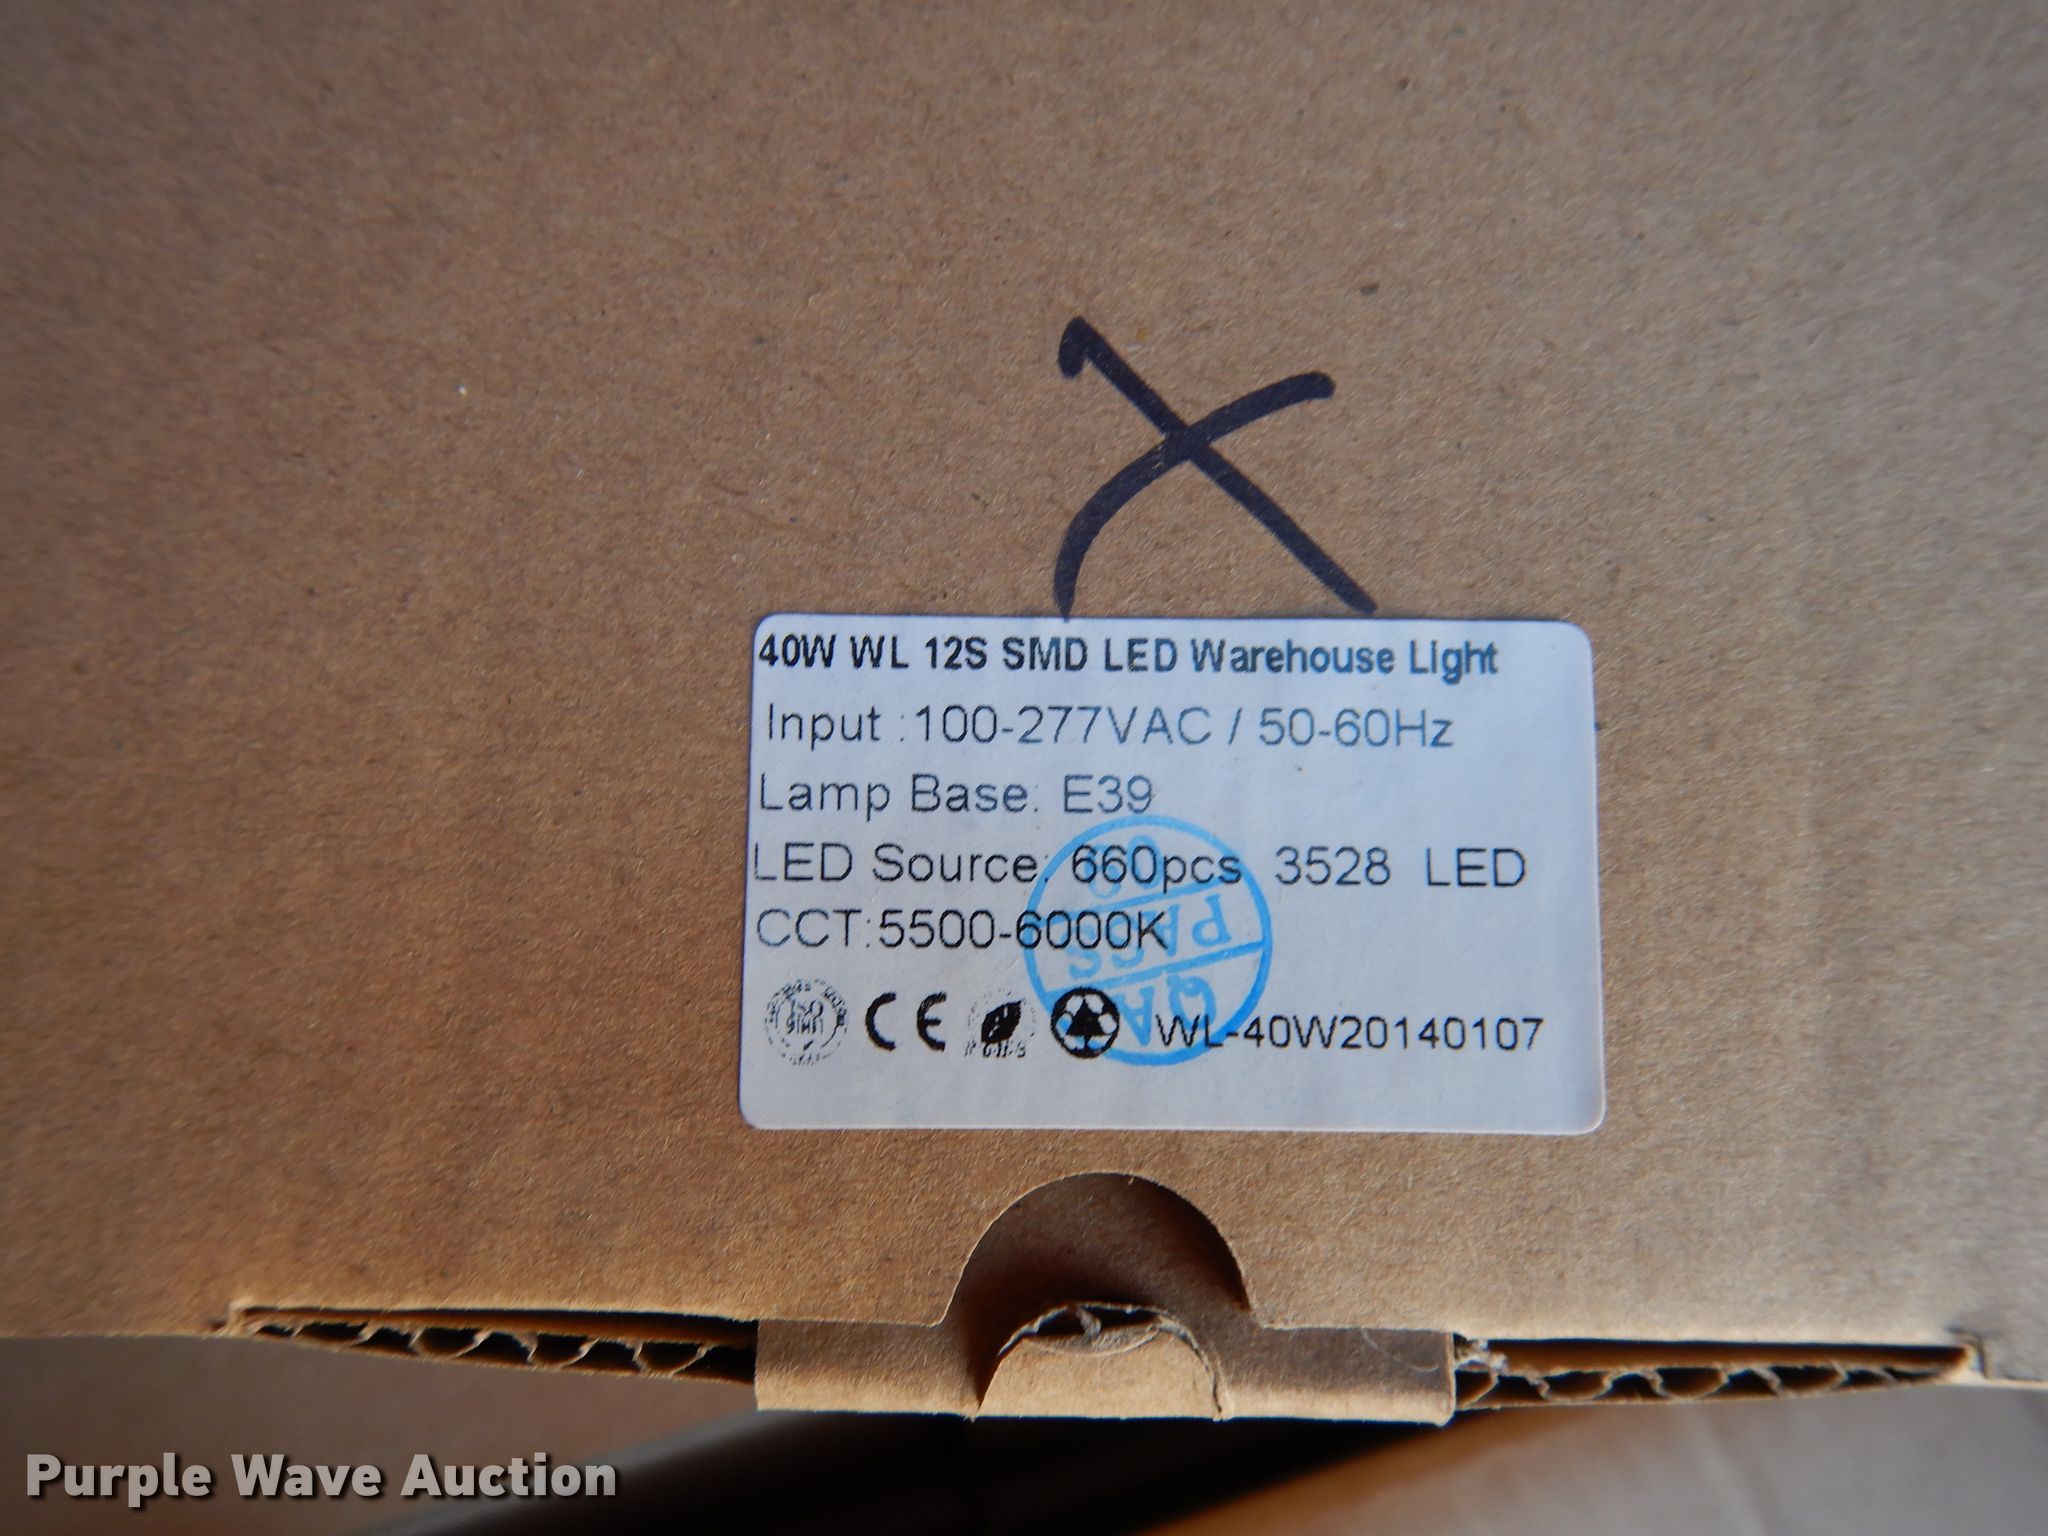 X
40W WL 12S SMD LED Warehouse Light
Input :100-277VAC / 50-60Hz
Lamp Base: E39
LED Source: 660pcs 3528 LED
CCT:5500-6000K
CE WL-40W20140107
QA
PASS
Purple Wave Auction